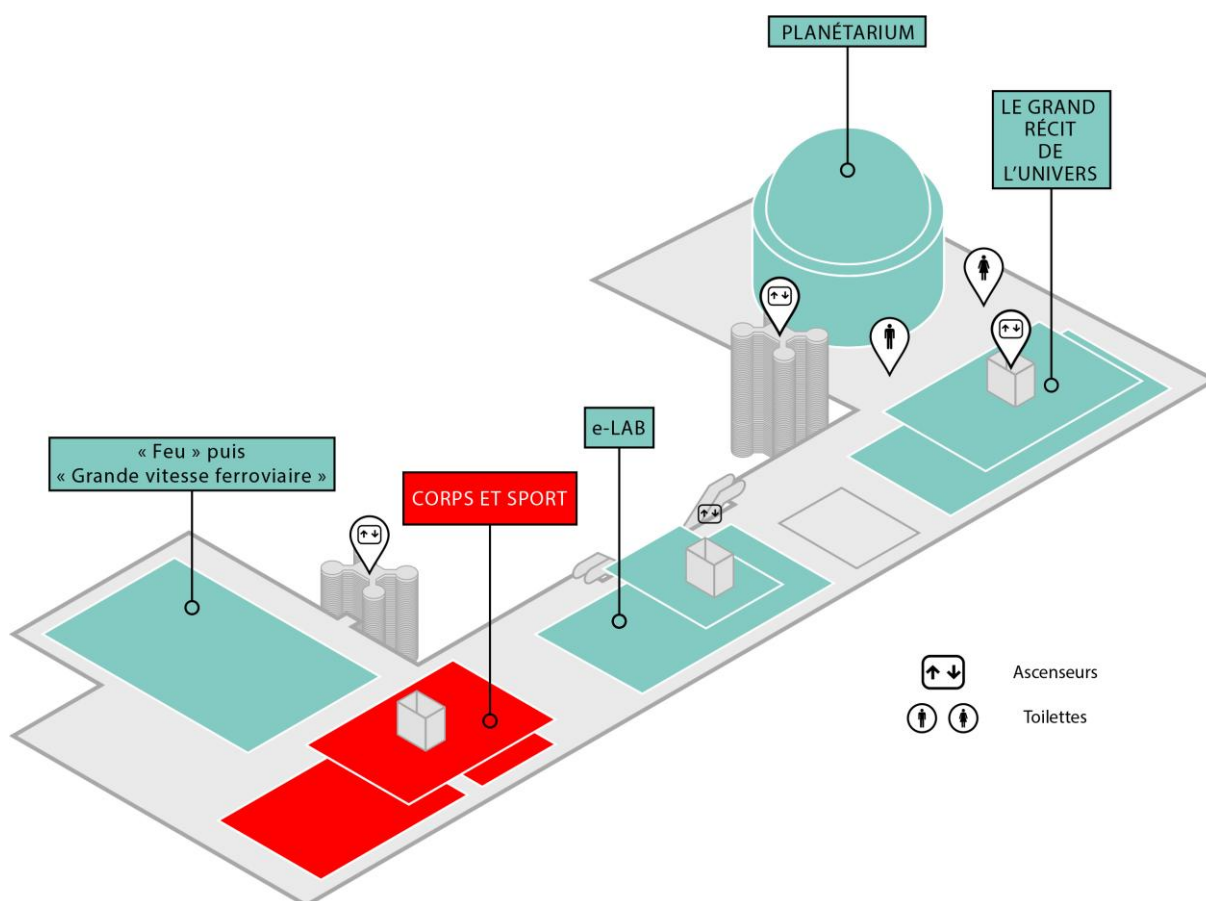 PLANÉTARIUM
LE GRAND
RÉCIT
DE
L'UNIVERS
e-LAB
« Feu » puis
« Grande vitesse ferroviaire »
CORPS ET SPORT
Ascenseurs
Toilettes